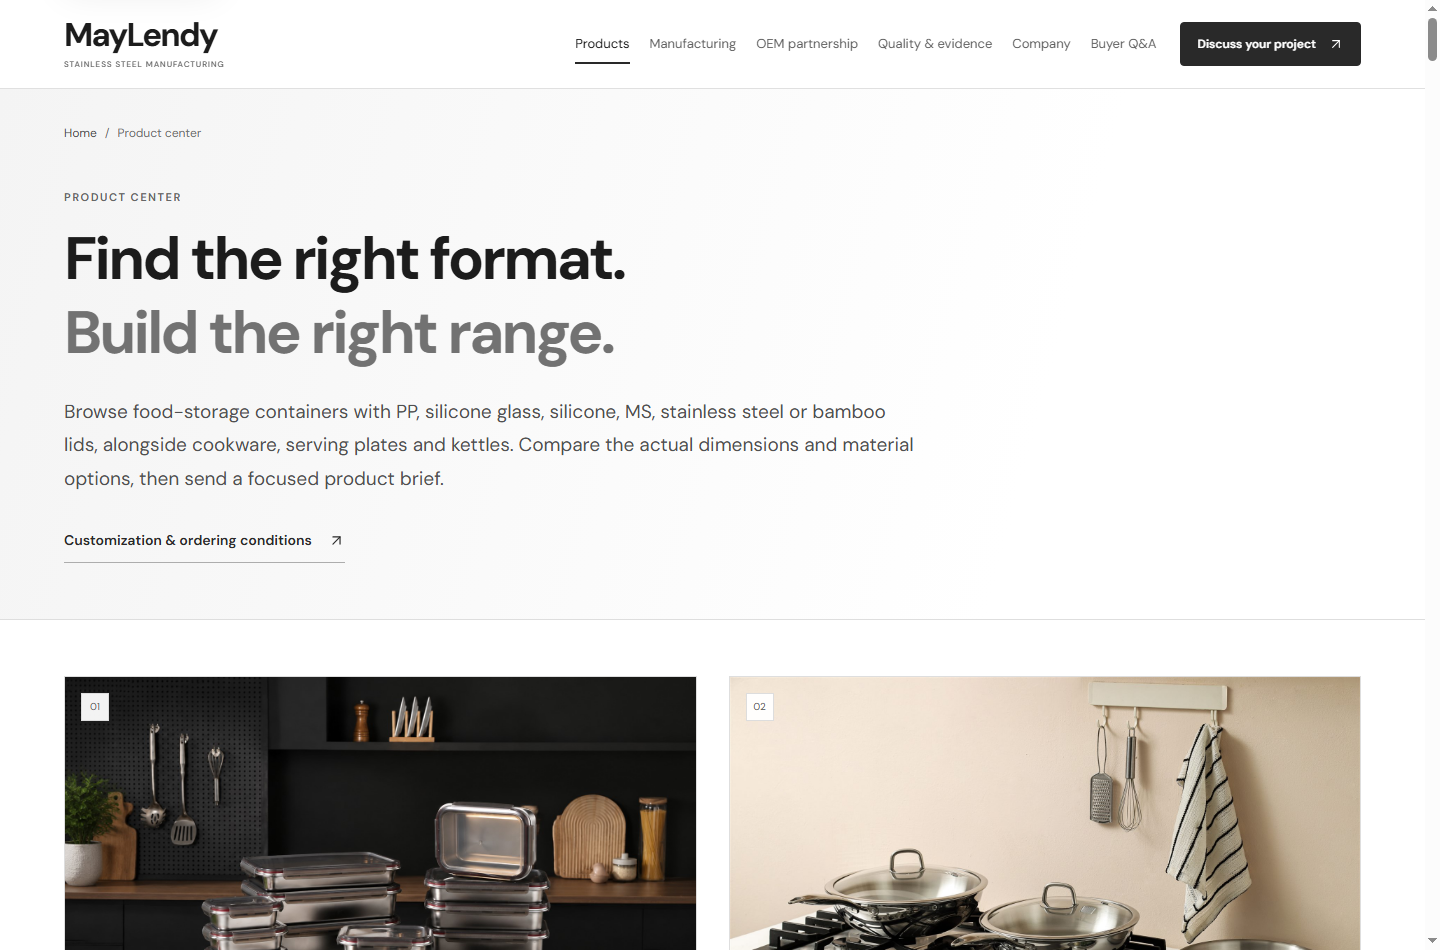 MayLendy
STAINLESS STEEL MANUFACTURING
Products
Manufacturing
OEM partnership
Quality & evidence
Company
Buyer Q&A
Discuss your project
Home / Product center
PRODUCT CENTER
Find the right format.
Build the right range.
Browse food-storage containers with PP, silicone glass, silicone, MS, stainless steel or bamboo
lids, alongside cookware, serving plates and kettles. Compare the actual dimensions and material
options, then send a focused product brief.
Customization & ordering conditions
01
02